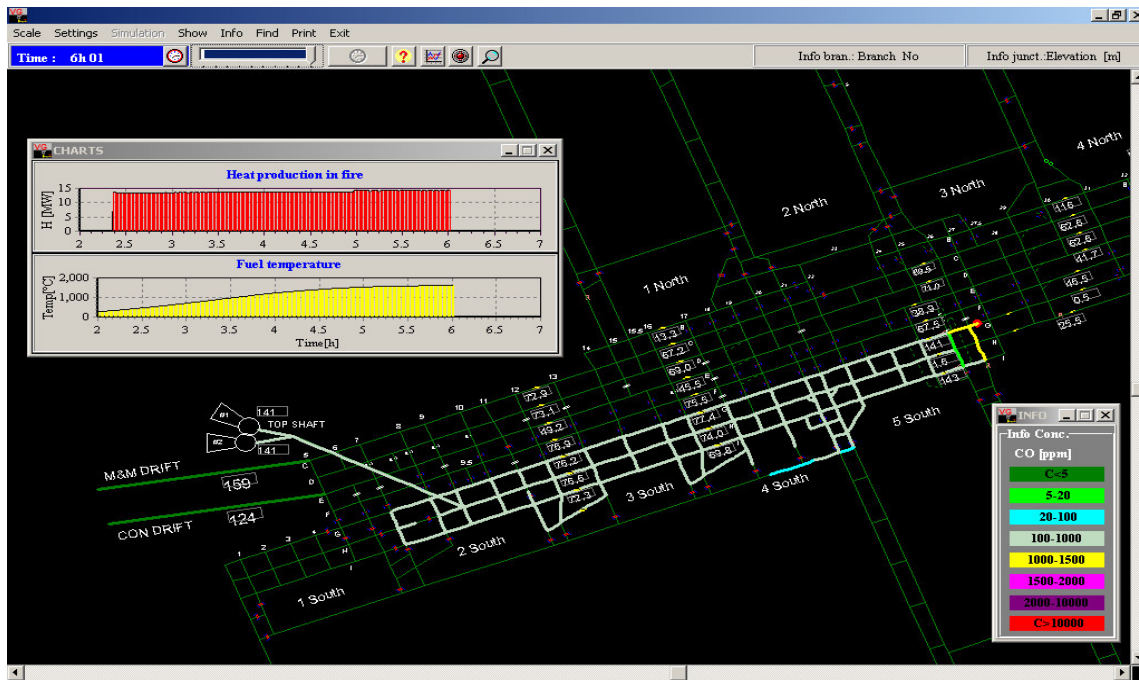 VG
Scale Settings Simulation Show Info Find Print Exit
Time : 6h 01
?
Info bran.: Branch No
Info junct.:Elevation [m]
VG CHARTS
Heat production in fire
H [MW]
15
10
5
0
2 2.5 3 3.5 4 4.5 5 5.5 6 6.5 7
Fuel temperature
Temp[°C]
2,000
1,000
0
2 2.5 3 3.5 4 4.5 5 5.5 6 6.5 7
Time[h]
4 North
3 North
2 North
1 North
116
62,6
62,6
41,7
46,5
0,5
25,5
69,5
71,0
38,9
67,5
141
1,6
143
13,3
67,2
69,0
45,5
75,5
77,4
74,0
69,8
72,9
73,1
49,2
76,9
76,2
76,6
72,3
#1
141
TOP SHAFT
#2
141
M&M DRIFT
159
CON DRIFT
124
1 South
2 South
3 South
4 South
5 South
VG INFO
Info Conc.
CO [ppm]
C<5
5-20
20-100
100-1000
1000-1500
1500-2000
2000-10000
C>10000